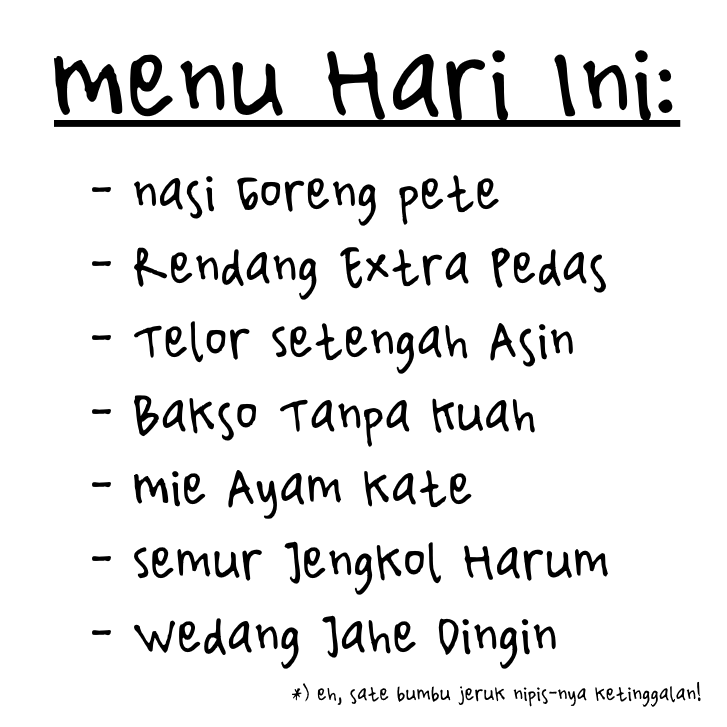 menu Hari Ini:
- nasi Goreng pete
- Rendang Extra Pedas
- Telor setengah Asin
- Bakso Tanpa Kuah
- mie Ayam Kate
- semur Jengkol Harum
- Wedang Jahe Dingin
*) eh, sate bumbu jeruk nipis-nya ketinggalan!